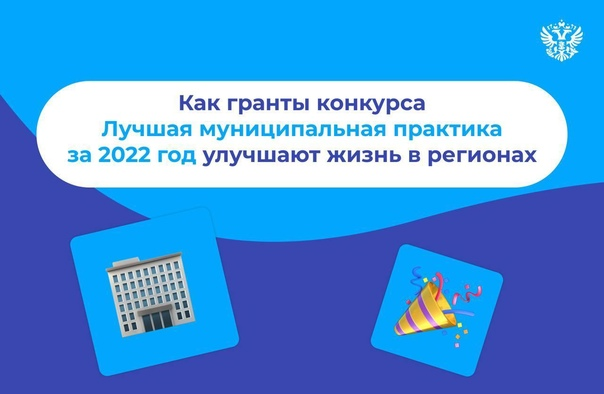 Как гранты конкурса
Лучшая муниципальная практика
за 2022 год улучшают жизнь в регионах